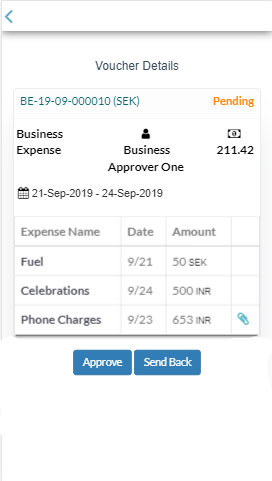 Voucher Details
BE-19-09-000010 (SEK) Pending
Business Expense
Business Approver One
211.42
21-Sep-2019 - 24-Sep-2019
Expense Name Date Amount
Fuel 9/21 50 SEK
Celebrations 9/24 500 INR
Phone Charges 9/23 653 INR
Approve Send Back